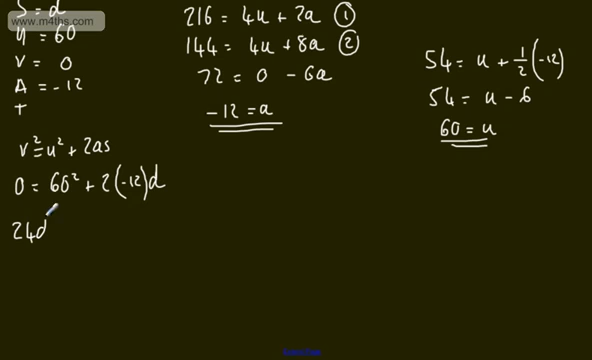 www.m4ths.com
S = d
u = 60
V = 0
A = -12
T
v² = u² + 2as
0 = 60² + 2(-12)d
24d
216 = 4u + 2a ①
144 = 4u + 8a ②
72 = 0 - 6a
-12 = a
54 = u + 1/2(-12)
54 = u - 6
60 = u